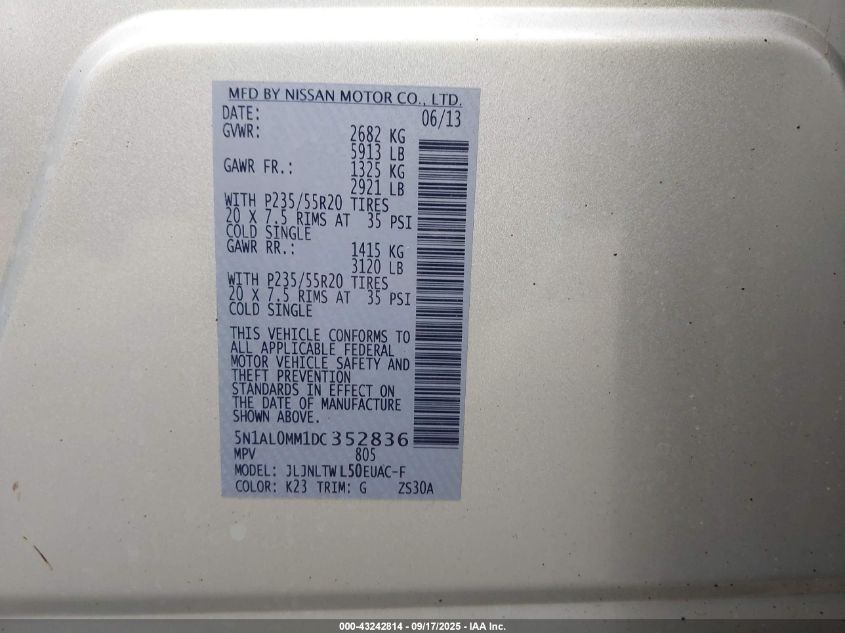 MFD BY NISSAN MOTOR CO., LTD.
DATE: 06/13
GVWR: 2682 KG
5913 LB
GAWR FR.: 1325 KG
2921 LB
WITH P235/55R20 TIRES
20 X 7.5 RIMS AT 35 PSI
COLD SINGLE
GAWR RR.: 1415 KG
3120 LB
WITH P235/55R20 TIRES
20 X 7.5 RIMS AT 35 PSI
COLD SINGLE
THIS VEHICLE CONFORMS TO
ALL APPLICABLE FEDERAL
MOTOR VEHICLE SAFETY AND
THEFT PREVENTION
STANDARDS IN EFFECT ON
THE DATE OF MANUFACTURE
SHOWN ABOVE.
5N1AL0MM1DC352836
MPV 805
MODEL: JLJNLTWL50EUAC-F
COLOR: K23 TRIM: G ZS30A
000-43242814 - 09/17/2025 - IAA Inc.